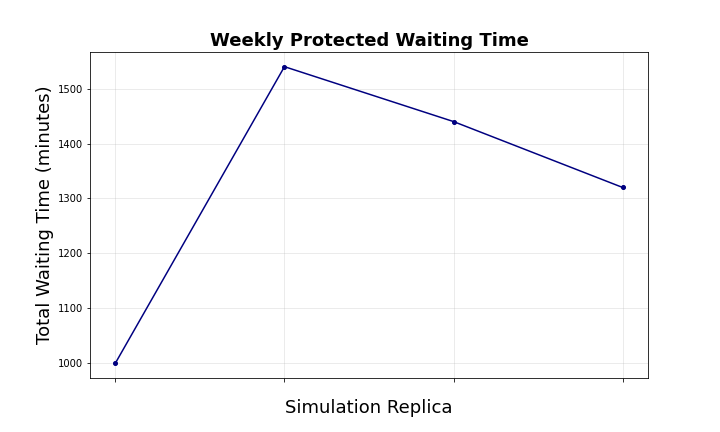 Weekly Protected Waiting Time
Total Waiting Time (minutes)
1500
1400
1300
1200
1100
1000
Simulation Replica